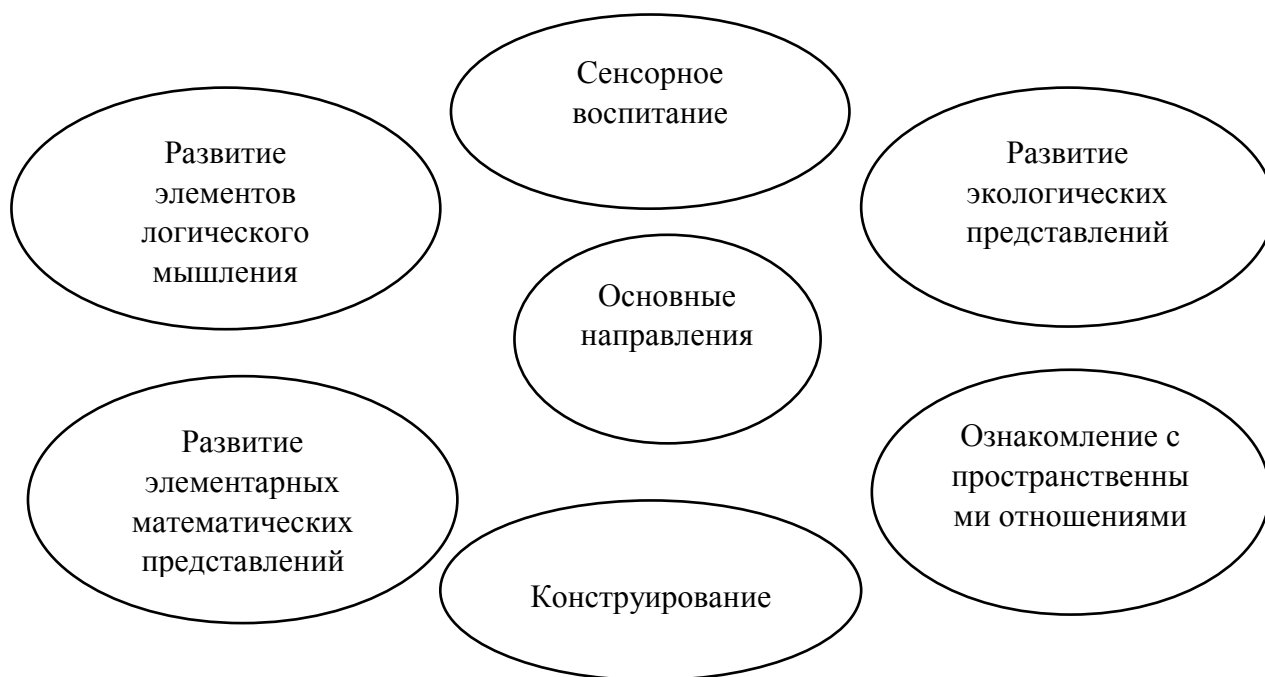 Сенсорное
воспитание
Развитие
элементов
логического
мышления
Развитие
экологических
представлений
Основные
направления
Развитие
элементарных
математических
представлений
Ознакомление с
пространственны
ми отношениями
Конструирование